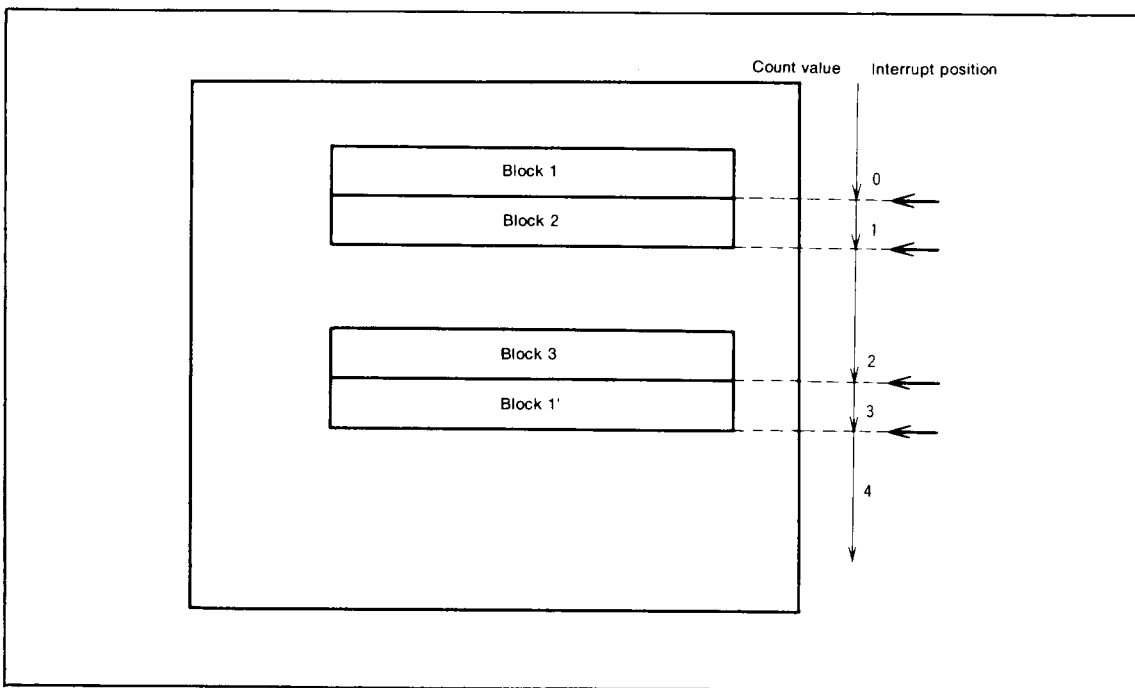 Count value Interrupt position
Block 1
0
Block 2
1
Block 3
2
Block 1'
3
4